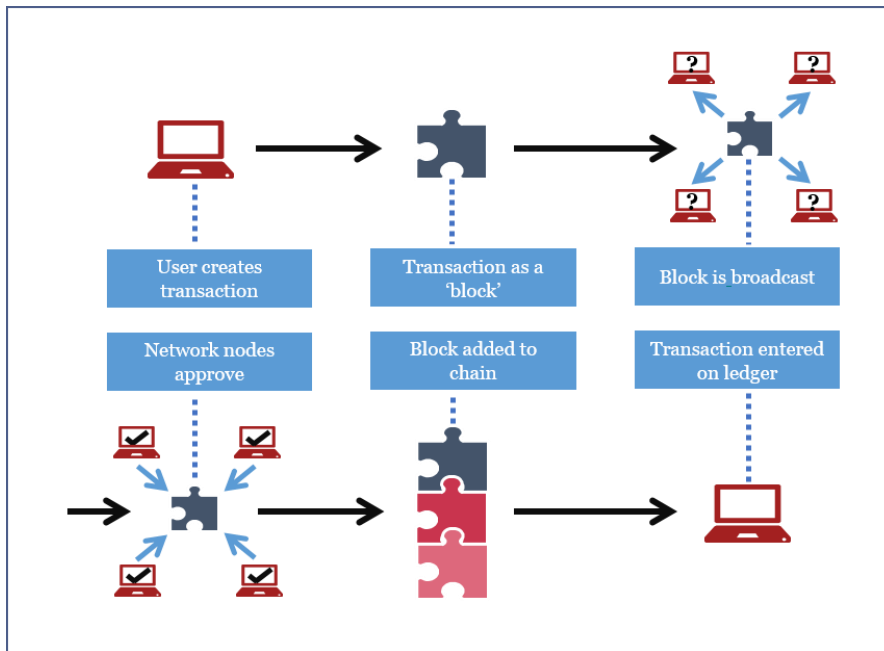 ?
?
?
?
User creates
transaction
Transaction as a
‘block’
Block is broadcast
Network nodes
approve
Block added to
chain
Transaction entered
on ledger